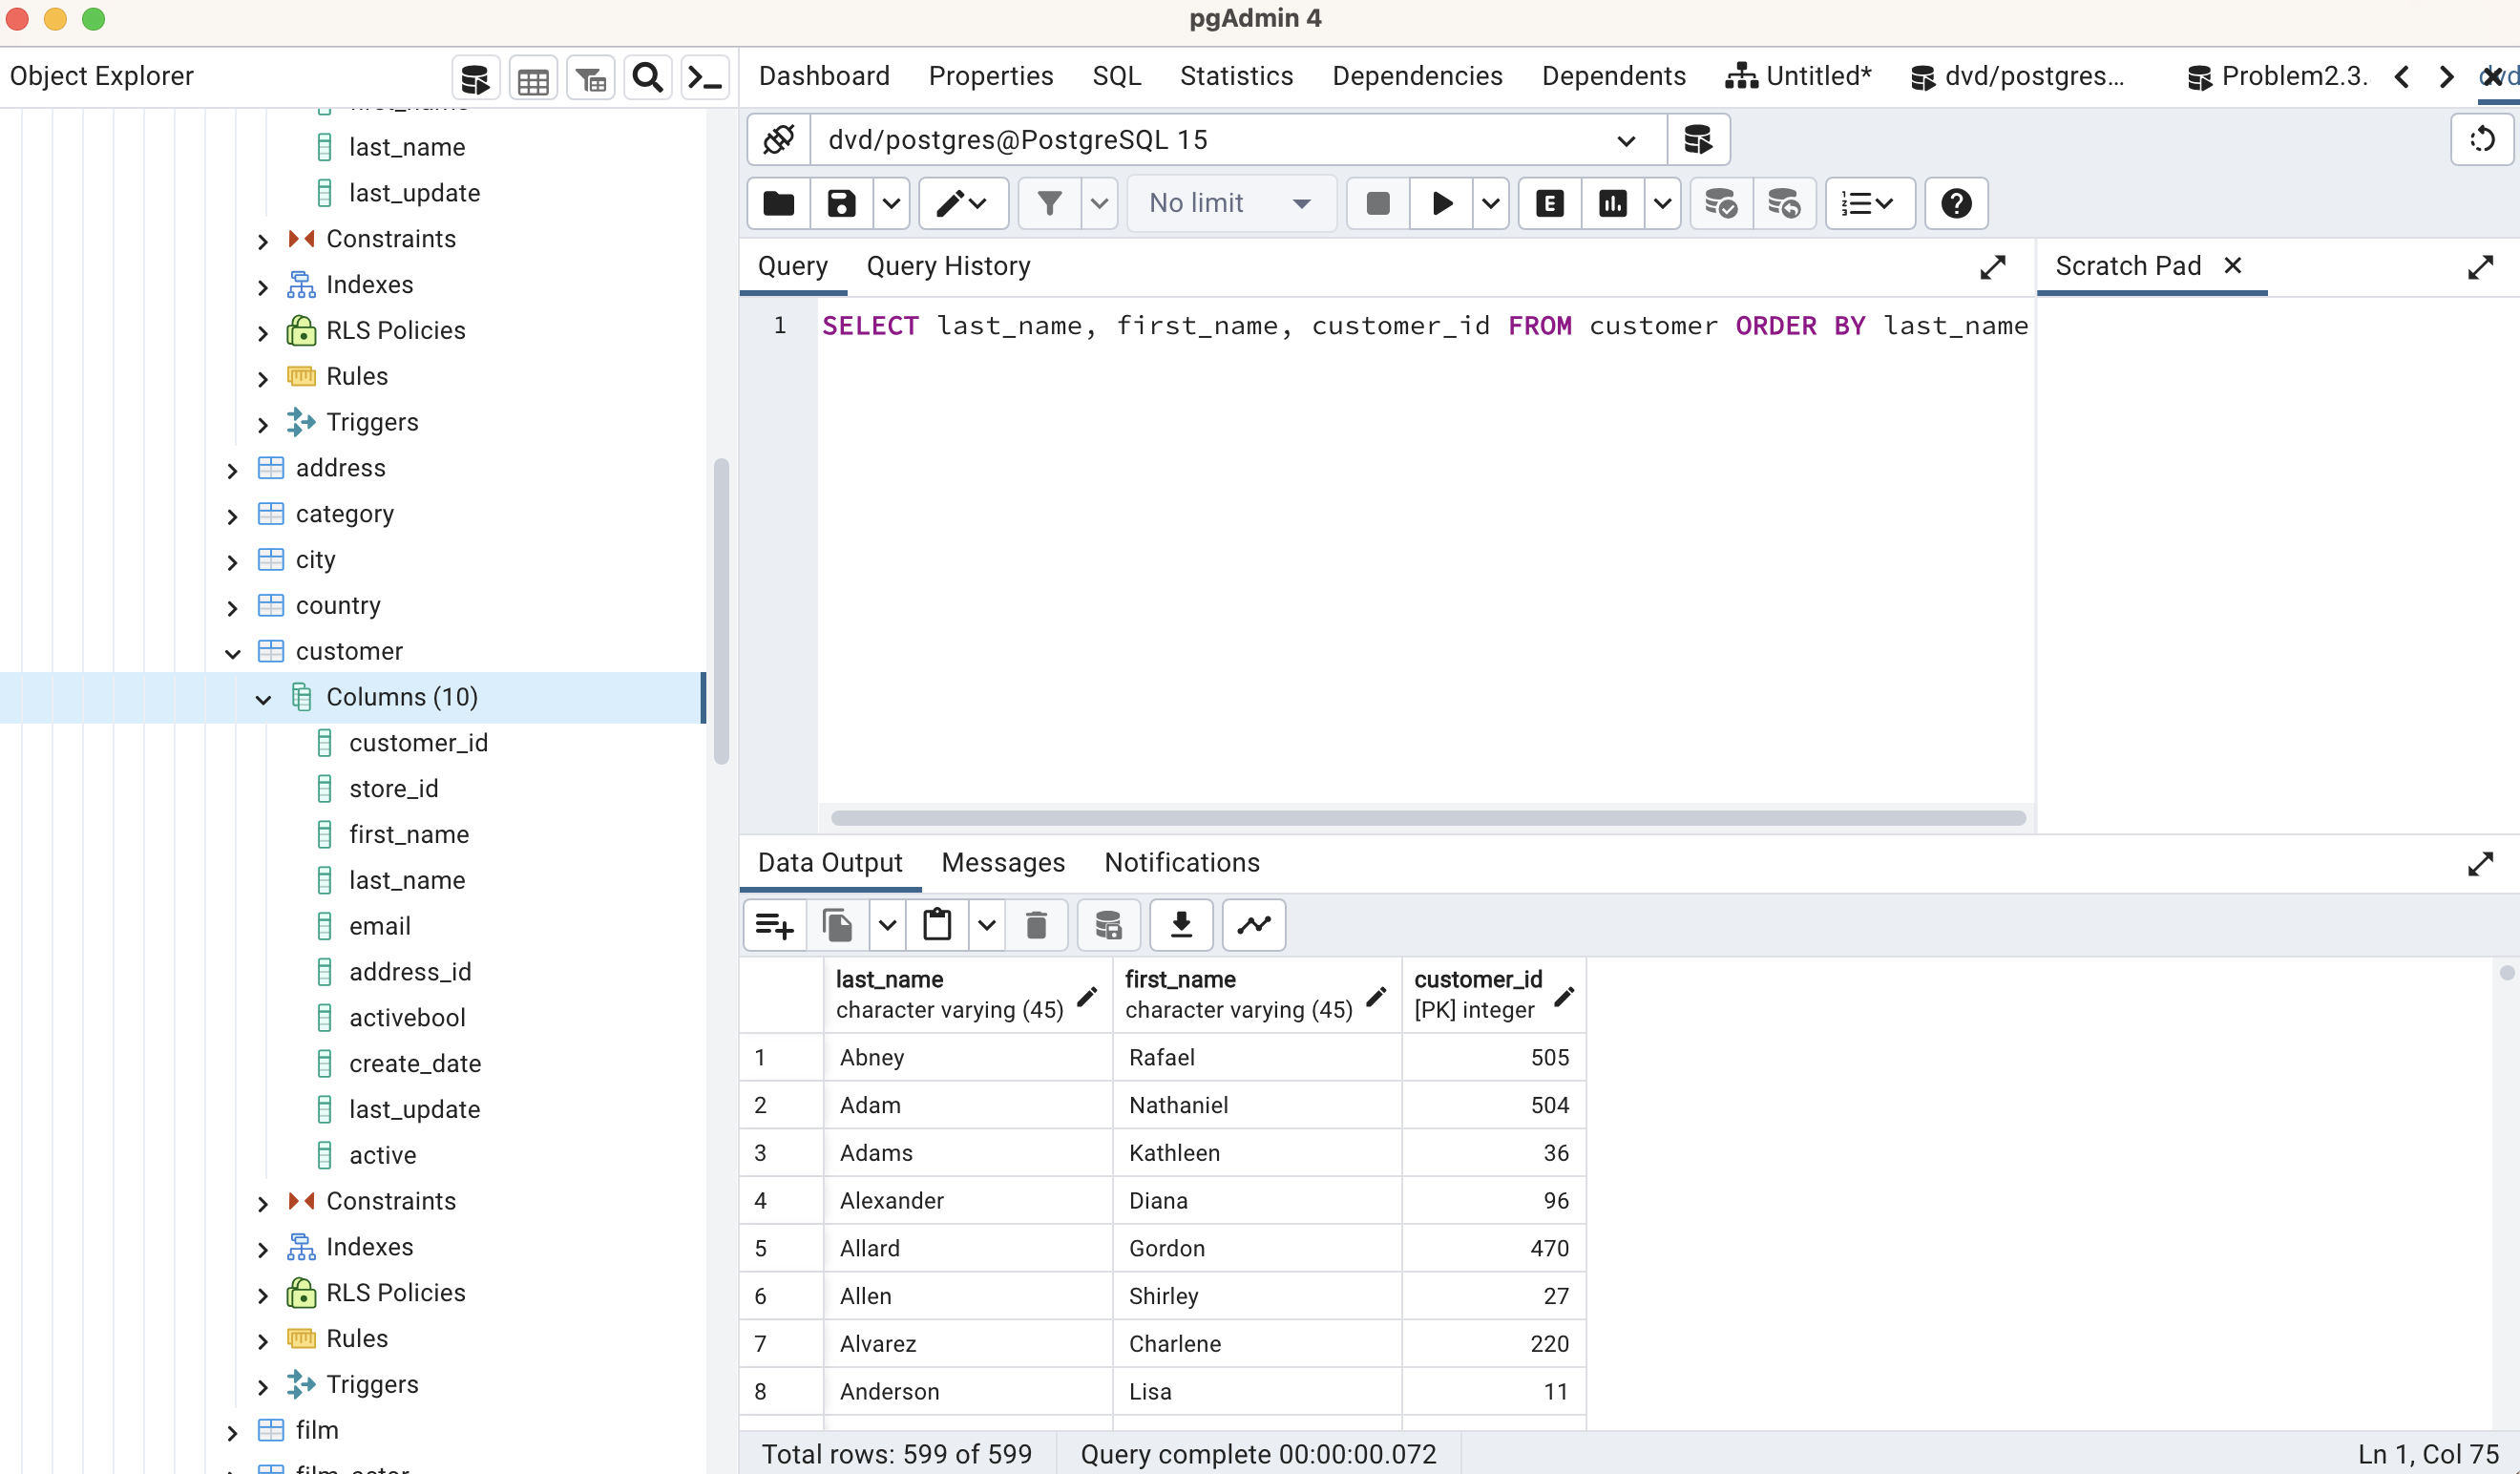 pgAdmin 4
Object Explorer
last_name
last_update
Constraints
Indexes
RLS Policies
Rules
Triggers
address
category
city
country
customer
Columns (10)
customer_id
store_id
first_name
last_name
email
address_id
activebool
create_date
last_update
active
Constraints
Indexes
RLS Policies
Rules
Triggers
film
Dashboard Properties SQL Statistics Dependencies Dependents Untitled* dvd/postgres... Problem2.3.
dvd/postgres@PostgreSQL 15
No limit
Query Query History
Scratch Pad
1 SELECT last_name, first_name, customer_id FROM customer ORDER BY last_name
Data Output Messages Notifications
last_name first_name customer_id
character varying (45) character varying (45) [PK] integer
1 Abney Rafael 505
2 Adam Nathaniel 504
3 Adams Kathleen 36
4 Alexander Diana 96
5 Allard Gordon 470
6 Allen Shirley 27
7 Alvarez Charlene 220
8 Anderson Lisa 11
Total rows: 599 of 599 Query complete 00:00:00.072 Ln 1, Col 75